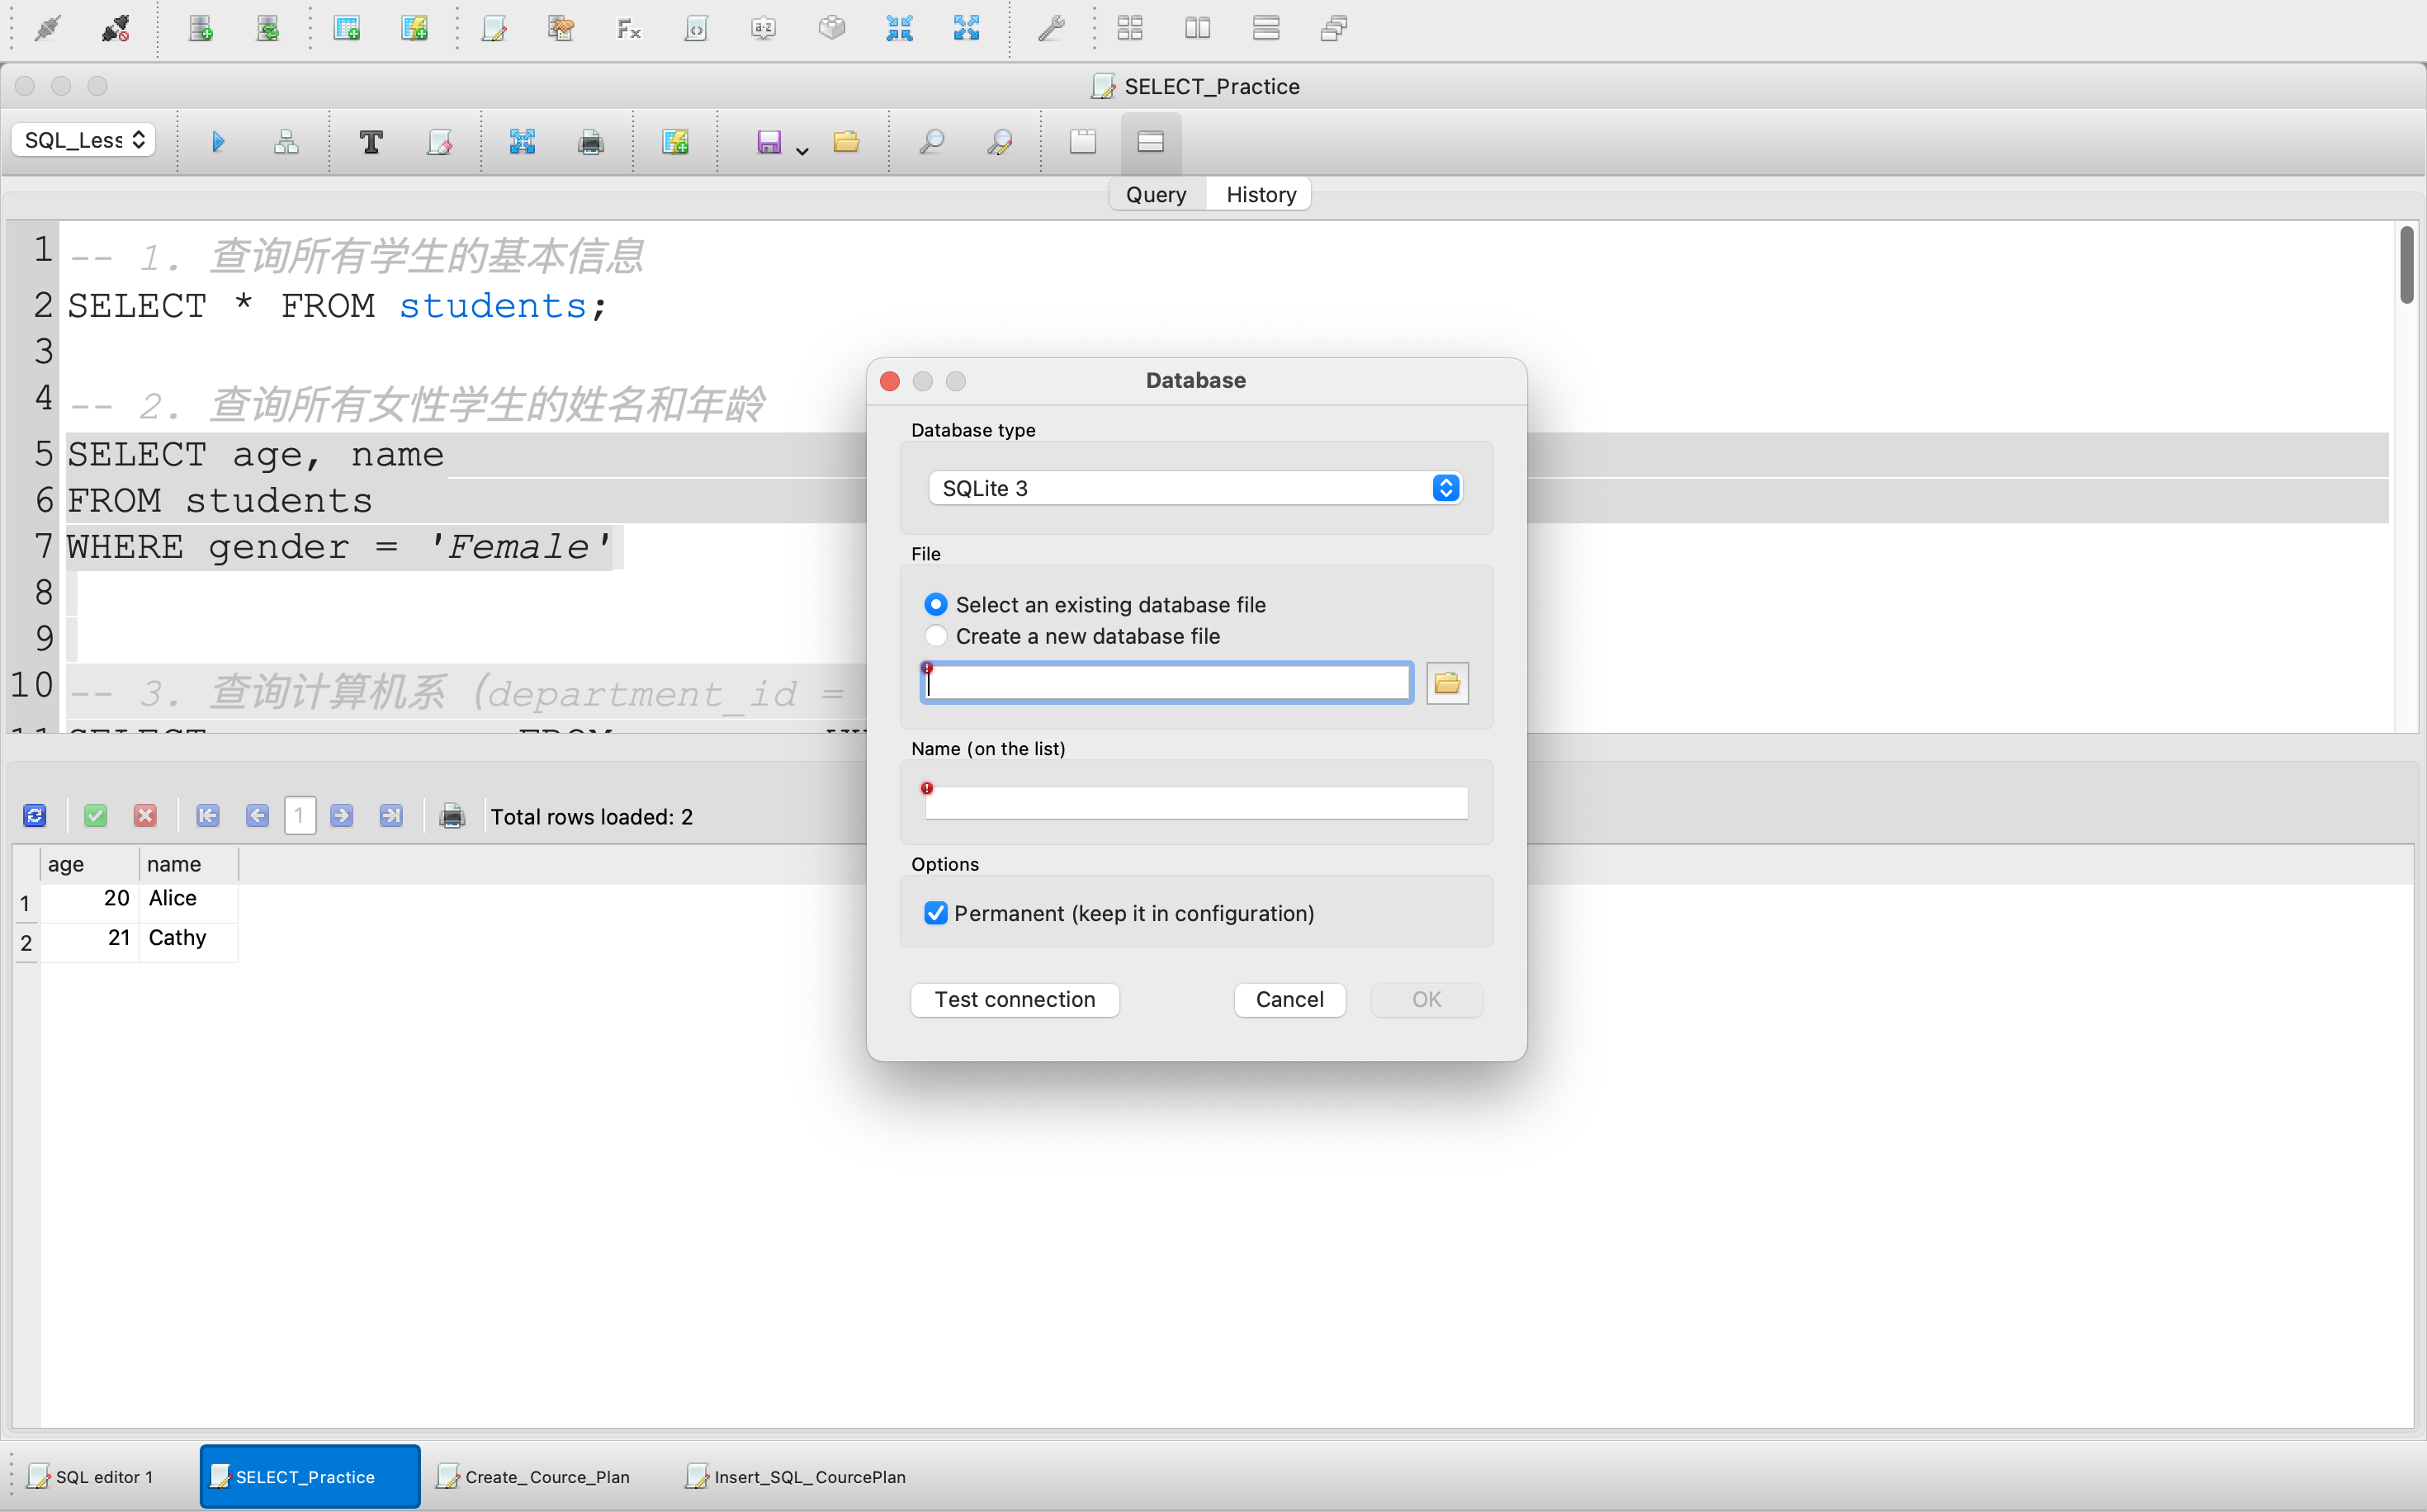 SELECT_Practice
SQL_Less
Query
History
1 -- 1. 查询所有学生的基本信息
2 SELECT * FROM students;
3
4 -- 2. 查询所有女性学生的姓名和年龄
5 SELECT age, name
6 FROM students
7 WHERE gender = 'Female'
8
9
10 -- 3. 查询计算机系 (department_id =
11 SELECT FROM
Database
Database type
SQLite 3
File
Select an existing database file
Create a new database file
Name (on the list)
Options
Permanent (keep it in configuration)
Test connection
Cancel
OK
1
Total rows loaded: 2
age name
1 20 Alice
2 21 Cathy
SQL editor 1
SELECT_Practice
Create_Cource_Plan
Insert_SQL_CourcePlan